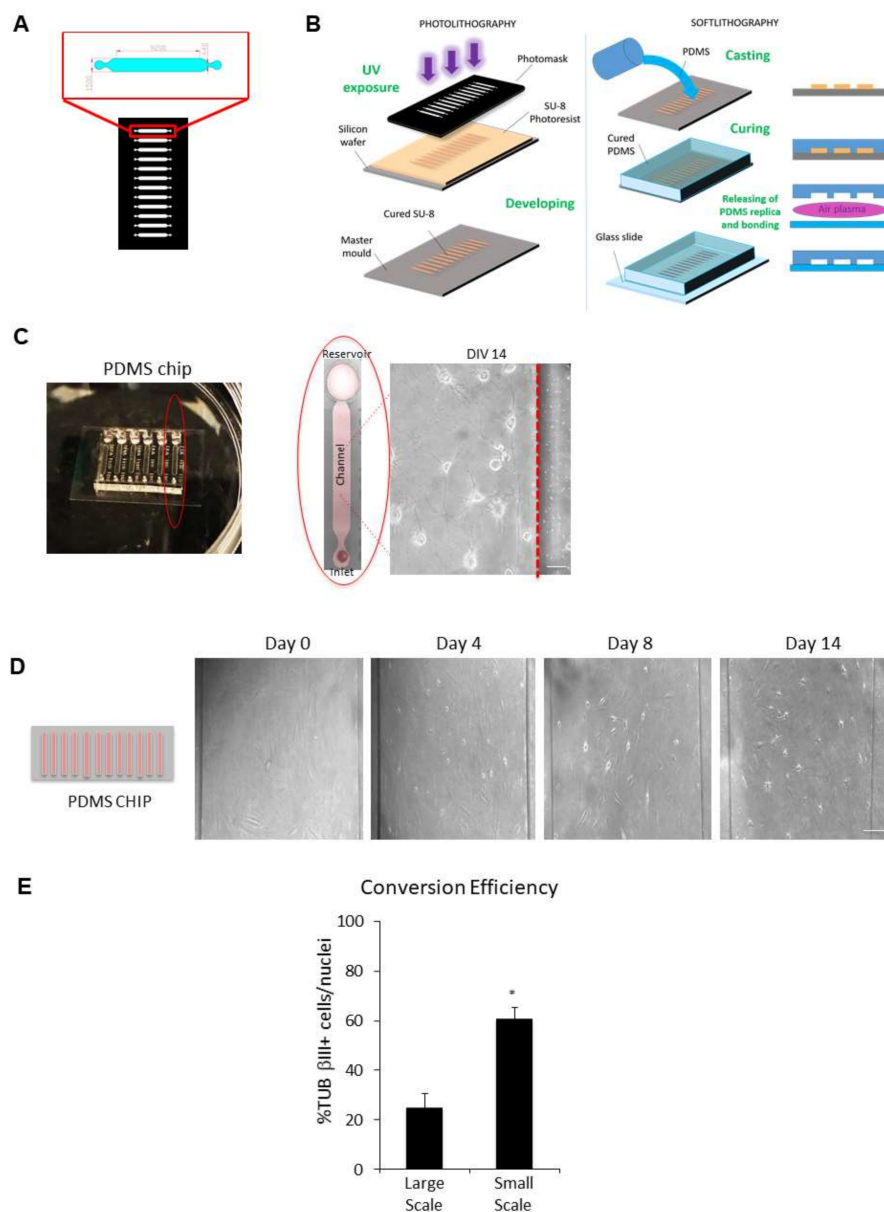 A
9200
1500
B
PHOTOLITHOGRAPHY
UV
exposure
Photomask
SU-8
Photoresist
Silicon
wafer
Developing
Cured SU-8
Master
mould
SOFTLITHOGRAPHY
PDMS
Casting
Curing
Cured
PDMS
Releasing of
PDMS replica
and bonding
Air plasma
Glass slide
C
PDMS chip
Reservoir
Channel
Inlet
DIV 14
D
PDMS CHIP
Day 0
Day 4
Day 8
Day 14
E
Conversion Efficiency
%TUB βIII+ cells/nuclei
100
80
60
40
20
0
*
Large
Scale
Small
Scale